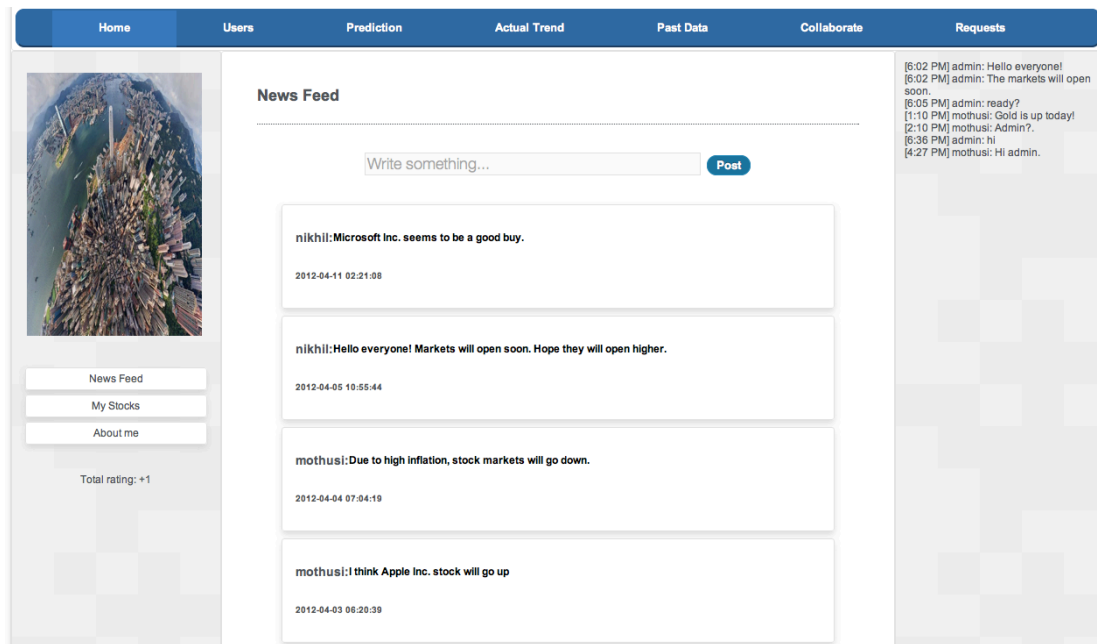 Home Users Prediction Actual Trend Past Data Collaborate Requests
News Feed
Write something... Post
nikhil:Microsoft Inc. seems to be a good buy.
2012-04-11 02:21:08
nikhil:Hello everyone! Markets will open soon. Hope they will open higher.
2012-04-05 10:55:44
mothusi:Due to high inflation, stock markets will go down.
2012-04-04 07:04:19
mothusi:I think Apple Inc. stock will go up
2012-04-03 06:20:39
News Feed
My Stocks
About me
Total rating: +1
[6:02 PM] admin: Hello everyone!
[6:02 PM] admin: The markets will open
soon.
[6:05 PM] admin: ready?
[1:10 PM] mothusi: Gold is up today!
[2:10 PM] mothusi: Admin?.
[6:36 PM] admin: hi
[4:27 PM] mothusi: Hi admin.